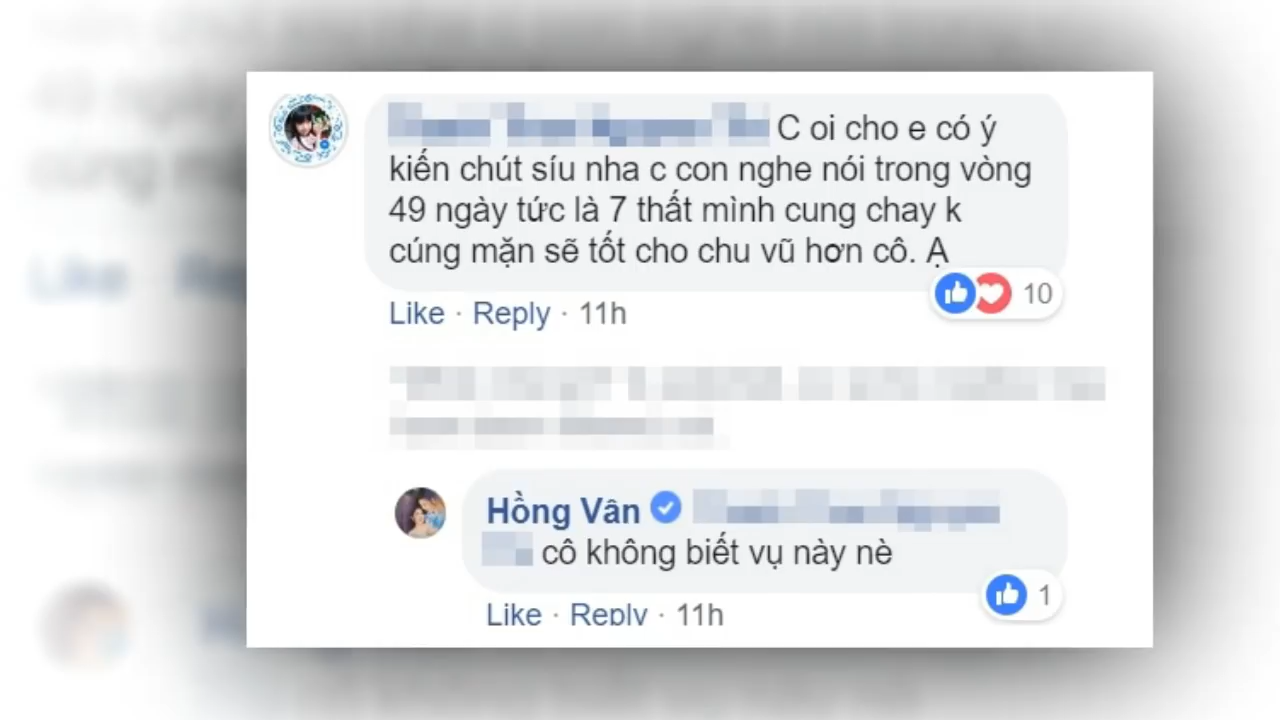 C oi cho e có ý
kiến chút síu nha c con nghe nói trong vòng
49 ngày tức là 7 thất mình cung chay k
cúng mặn sẽ tốt cho chu vũ hơn cô. Ạ
10
Like · Reply · 11h
Hồng Vân
cô không biết vụ này nè
1
Like · Reply · 11h